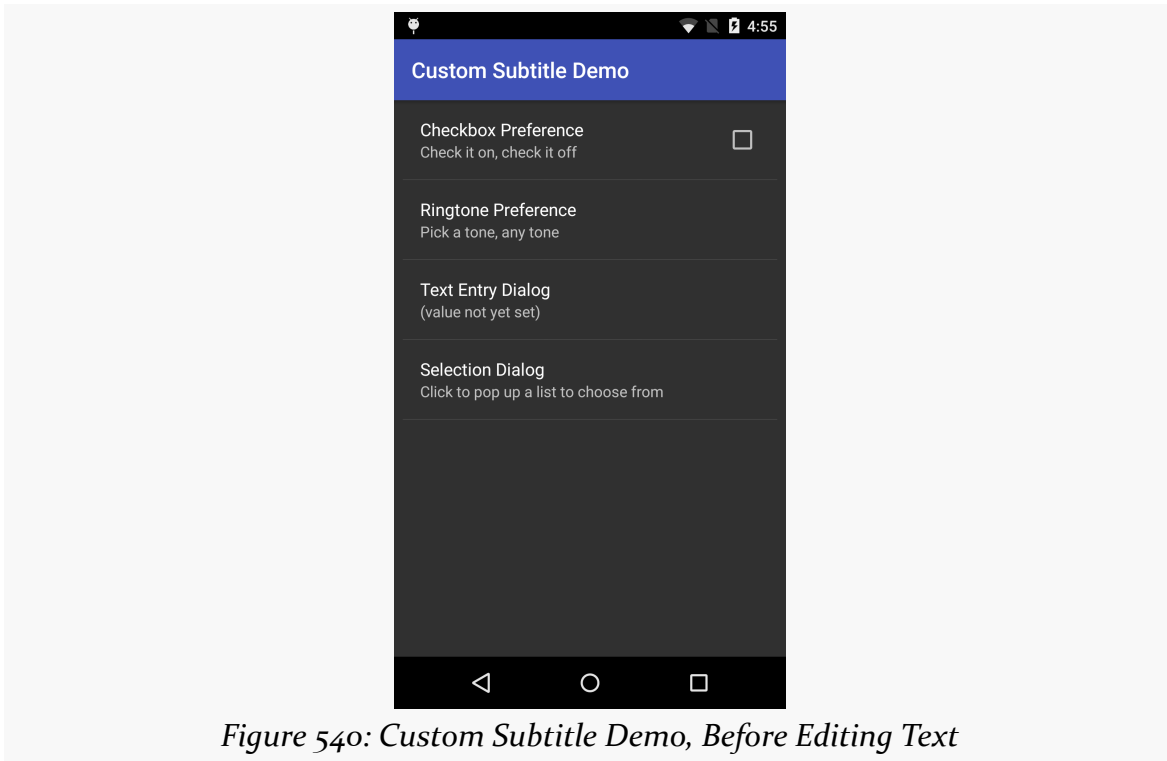 4:55
Custom Subtitle Demo
Checkbox Preference
Check it on, check it off
Ringtone Preference
Pick a tone, any tone
Text Entry Dialog
(value not yet set)
Selection Dialog
Click to pop up a list to choose from
Figure 540: Custom Subtitle Demo, Before Editing Text